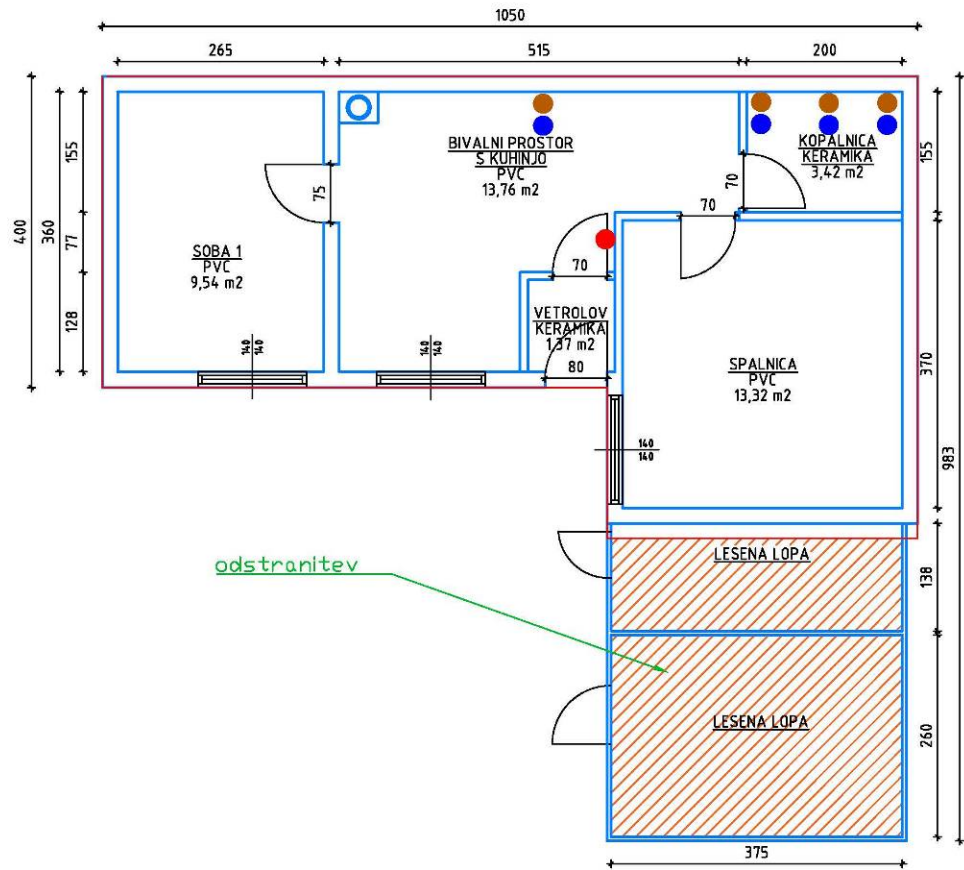 1050
265
515
200
155
BIVALNI PROSTOR
S KUHINJO
PVC
13,76 m2
KOPALNICA
KERAMIKA
3,42 m2
155
70
75
400
360
77
SOBA 1
PVC
9,54 m2
70
70
128
VETROLOV
KERAMIKA
1,37 m2
80
140
140
140
140
SPALNICA
PVC
13,32 m2
370
140
140
983
LESENA LOPA
138
odstranitev
LESENA LOPA
260
375